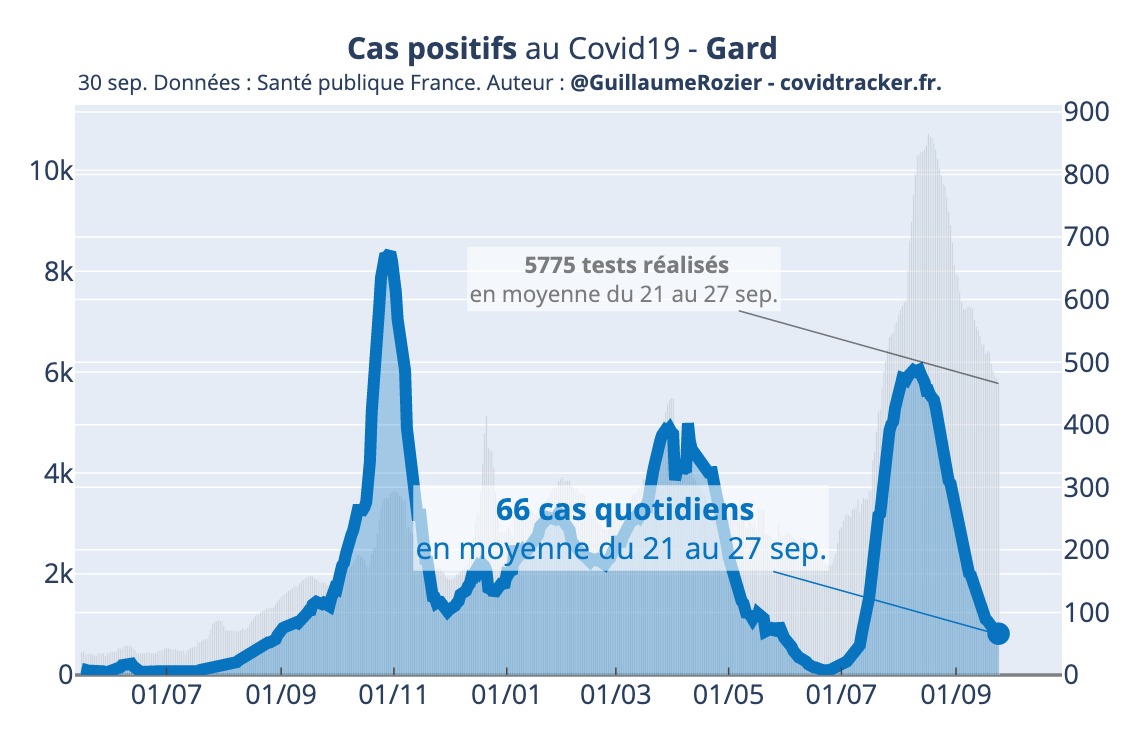 Cas positifs au Covid19 - Gard
30 sep. Données : Santé publique France. Auteur : @GuillaumeRozier - covidtracker.fr.
900
10k
800
700
8k
5775 tests réalisés
en moyenne du 21 au 27 sep.
600
6k
500
400
4k
300
66 cas quotidiens
en moyenne du 21 au 27 sep.
200
2k
100
0
0
01/07
01/09
01/11
01/01
01/03
01/05
01/07
01/09